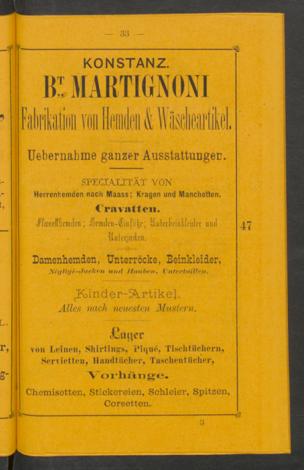 — 33 —
KONSTANZ.
BT. MARTIGNONI
Fabrikation von Hemden & Wäscheartikel.
Uebernahme ganzer Ausstattungen.
SPECIALITÄT VON
Herrenhemden nach Maass; Kragen und Manchetten.
Cravatten.
Flanellhemden; Hemden-Einsätze; Unterbeinkleider und
Unterjacken.
47
Damenhemden, Unterröcke, Beinkleider,
Négligé-Jacken und Hauben, Untertaillen.
Kinder-Artikel.
Alles nach neuesten Mustern.
Lager
von Leinen, Shirtings, Piqué, Tischtüchern,
Servietten, Handtücher, Taschentücher,
Vorhänge.
Chemisetten, Stickereien, Schleier, Spitzen,
Corsetten.
3